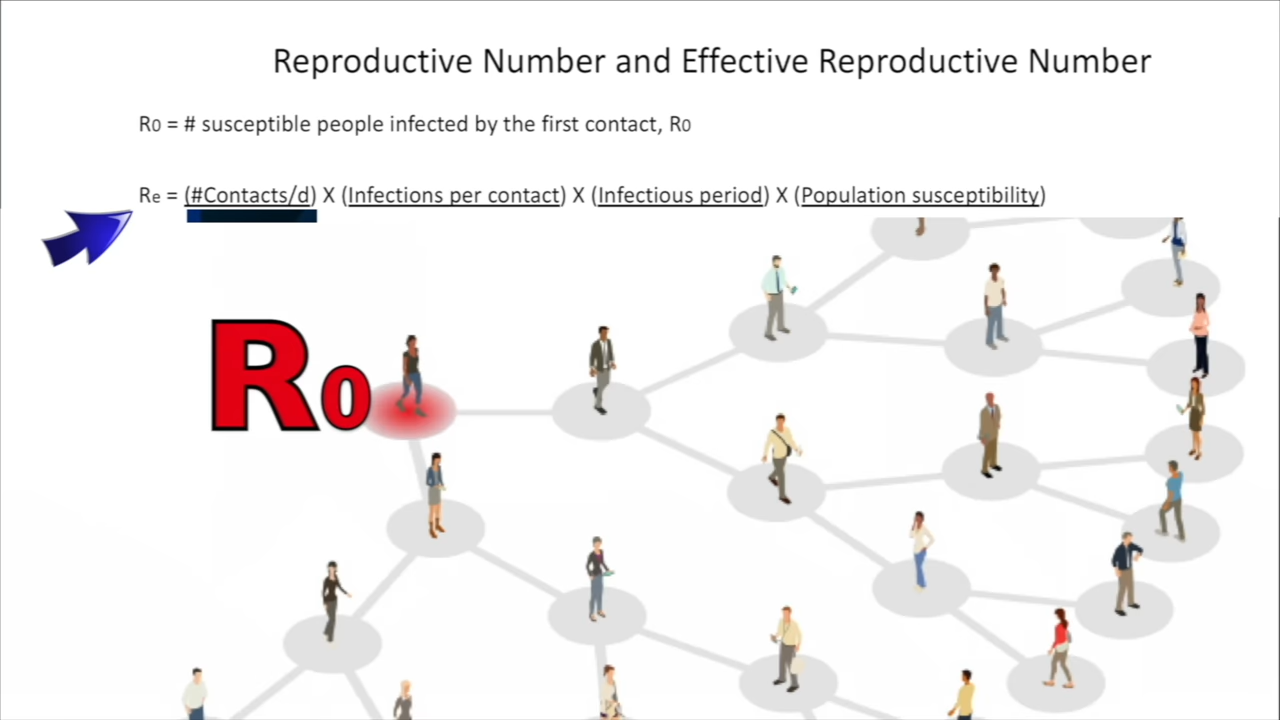 Reproductive Number and Effective Reproductive Number
R0 = # susceptible people infected by the first contact, R0
Re = (#Contacts/d) X (Infections per contact) X (Infectious period) X (Population susceptibility)
R0